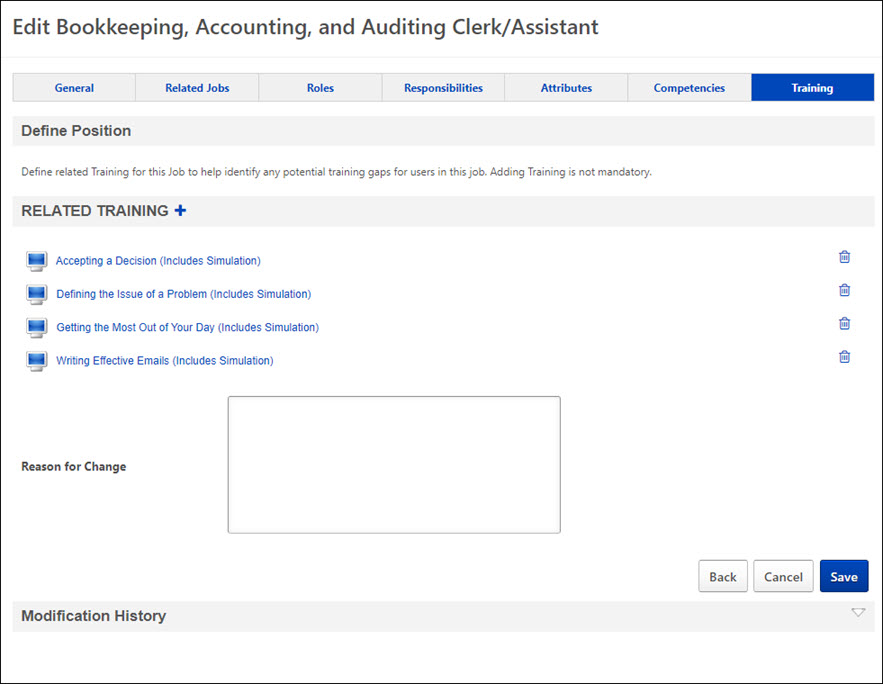 Edit Bookkeeping, Accounting, and Auditing Clerk/Assistant
General
Related Jobs
Roles
Responsibilities
Attributes
Competencies
Training
Define Position
Define related Training for this Job to help identify any potential training gaps for users in this job. Adding Training is not mandatory.
RELATED TRAINING +
Accepting a Decision (Includes Simulation)
Defining the Issue of a Problem (Includes Simulation)
Getting the Most Out of Your Day (Includes Simulation)
Writing Effective Emails (Includes Simulation)
Reason for Change
Back
Cancel
Save
Modification History